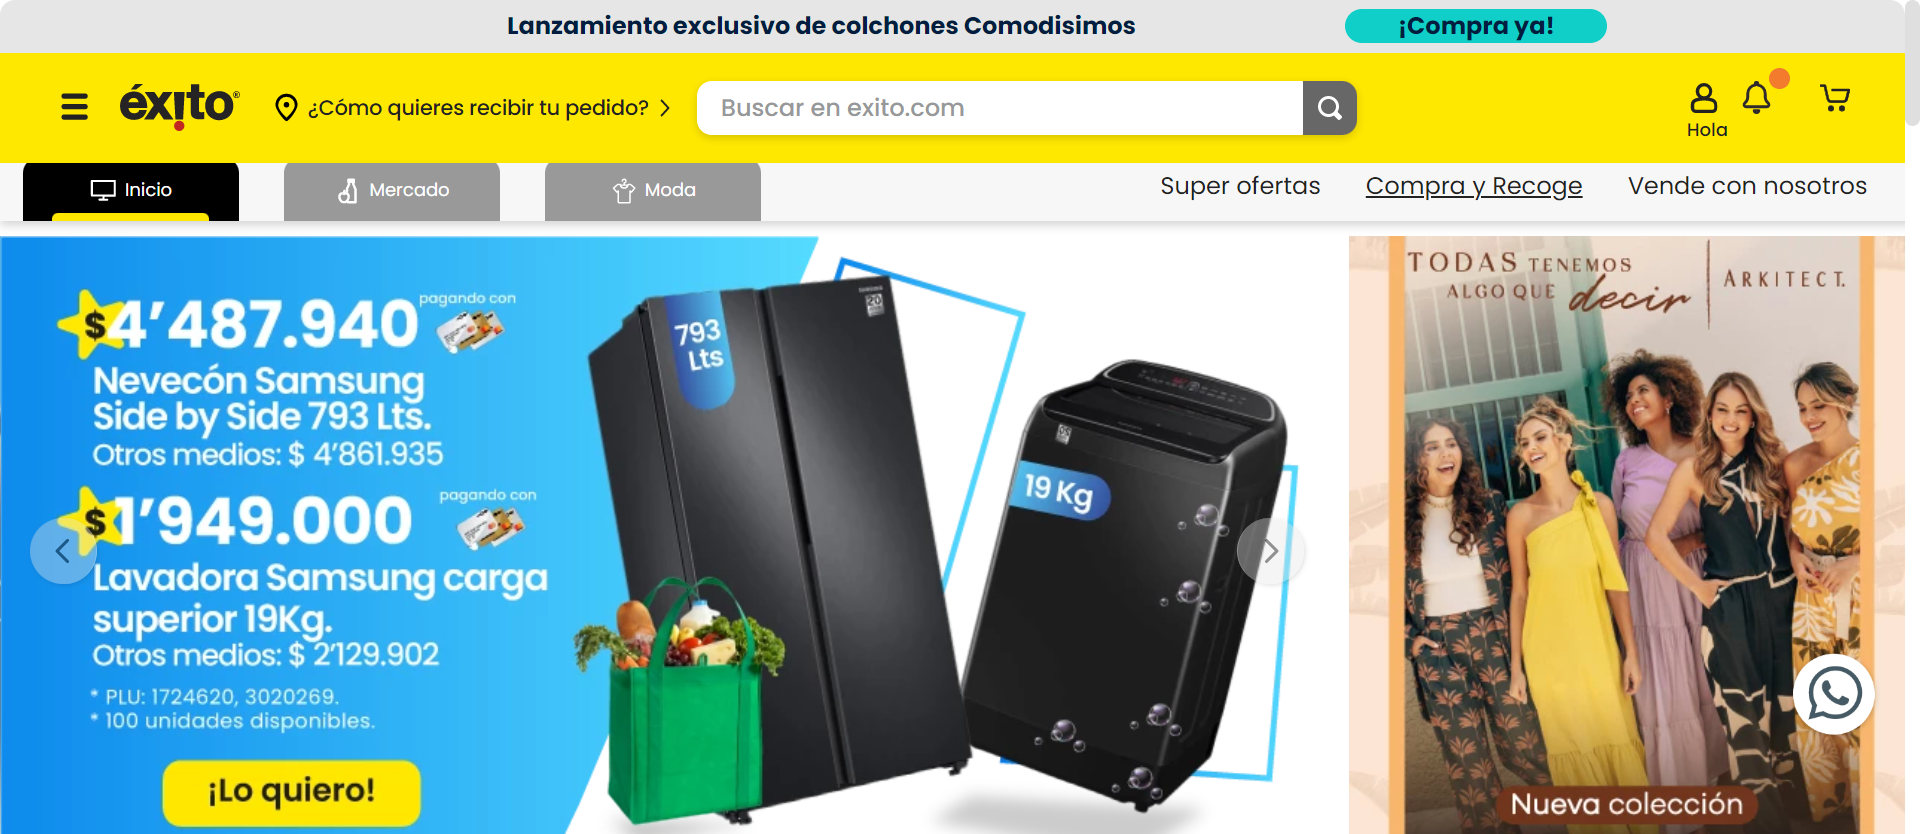 Lanzamiento exclusivo de colchones Comodisimos
¡Compra ya!
éxito
¿Cómo quieres recibir tu pedido?
Buscar en exito.com
Hola
Inicio
Mercado
Moda
Super ofertas
Compra y Recoge
Vende con nosotros
$4'487.940 pagando con
Nevecón Samsung
Side by Side 793 Lts.
Otros medios: $ 4'861.935
$1'949.000 pagando con
Lavadora Samsung carga
superior 19Kg.
Otros medios: $ 2'129.902
* PLU: 1724620, 3020269.
* 100 unidades disponibles.
¡Lo quiero!
793
Lts
20
19 Kg
TODAS TENEMOS
ALGO QUE decir
ARKITECT.
Nueva colección